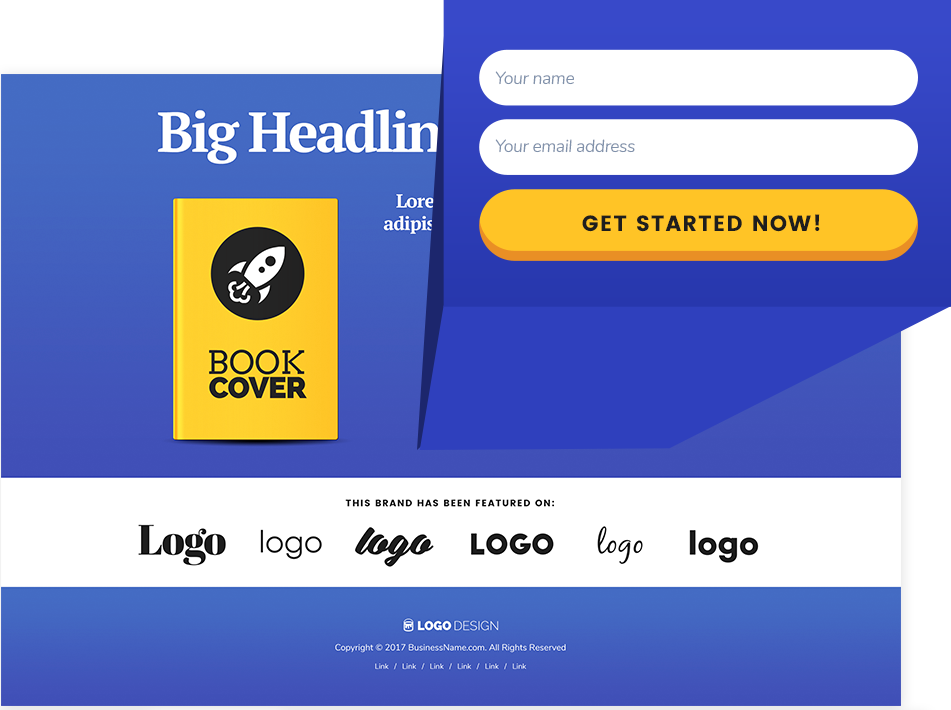 Your name
Your email address
GET STARTED NOW!
Big Headlin
Lore
adipis
BOOK
COVER
THIS BRAND HAS BEEN FEATURED ON:
Logo logo logo LOGO logo logo
LOGO DESIGN
Copyright © 2017 BusinessName.com. All Rights Reserved
Link / Link / Link / Link / Link / Link